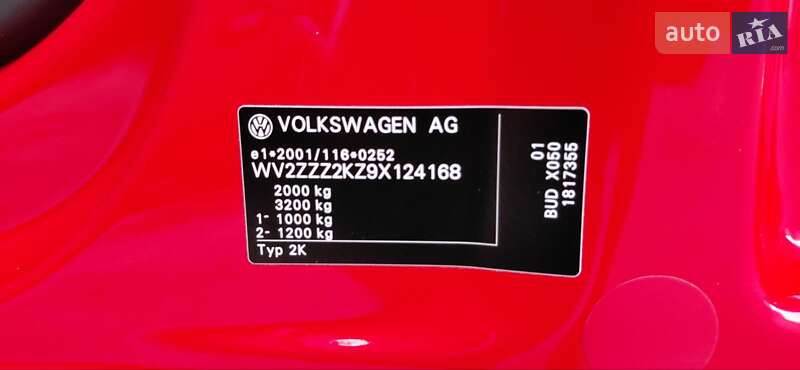 auto RIA .com
VOLKSWAGEN AG
e1*2001/116*0252
WV2ZZZ2KZ9X124168
2000 kg
3200 kg
1- 1000 kg
2- 1200 kg
Typ 2K
01
BUD X050
1817355